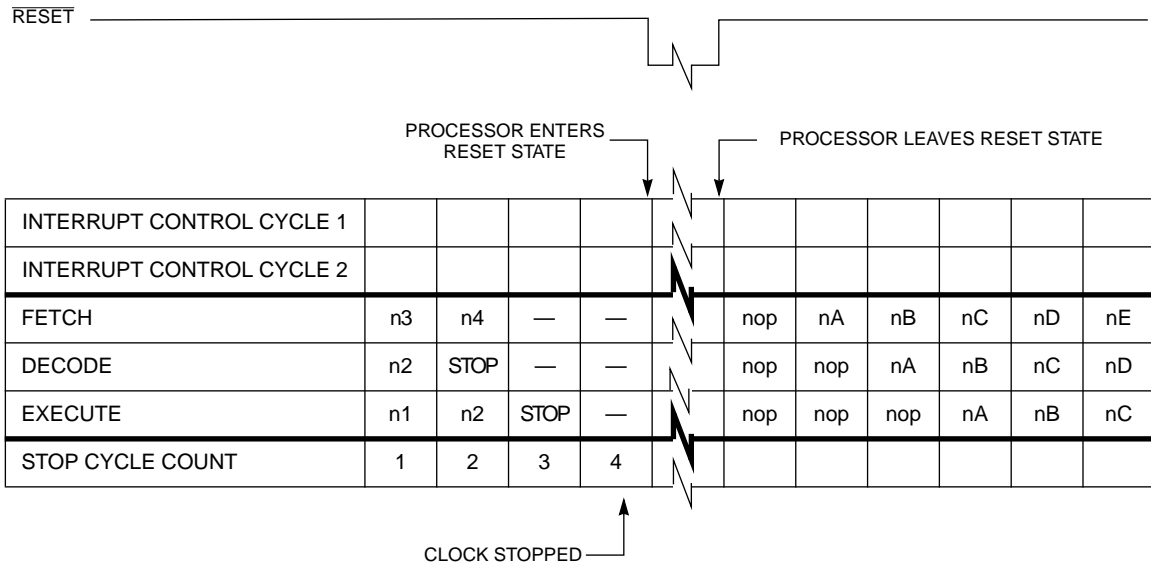 RESET
PROCESSOR ENTERS
RESET STATE
PROCESSOR LEAVES RESET STATE
INTERRUPT CONTROL CYCLE 1
INTERRUPT CONTROL CYCLE 2
FETCH n3 n4 — — nop nA nB nC nD nE
DECODE n2 STOP — — nop nop nA nB nC nD
EXECUTE n1 n2 STOP — nop nop nop nA nB nC
STOP CYCLE COUNT 1 2 3 4
CLOCK STOPPED